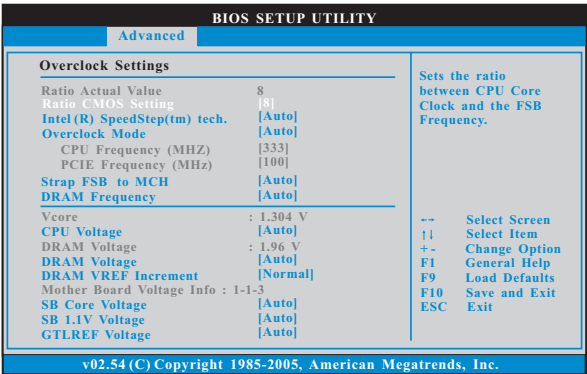 BIOS SETUP UTILITY
Advanced
Overclock Settings
Ratio Actual Value 8
Ratio CMOS Setting [8]
Intel(R) SpeedStep(tm) tech. [Auto]
Overclock Mode [Auto]
CPU Frequency (MHZ) [333]
PCIE Frequency (MHz) [100]
Strap FSB to MCH [Auto]
DRAM Frequency [Auto]
Vcore : 1.304 V
CPU Voltage [Auto]
DRAM Voltage : 1.96 V
DRAM Voltage [Auto]
DRAM VREF Increment [Normal]
Mother Board Voltage Info : 1-1-3
SB Core Voltage [Auto]
SB 1.1V Voltage [Auto]
GTLREF Voltage [Auto]
Sets the ratio
between CPU Core
Clock and the FSB
Frequency.
←→ Select Screen
↑↓ Select Item
+ - Change Option
F1 General Help
F9 Load Defaults
F10 Save and Exit
ESC Exit
v02.54 (C) Copyright 1985-2005, American Megatrends, Inc.